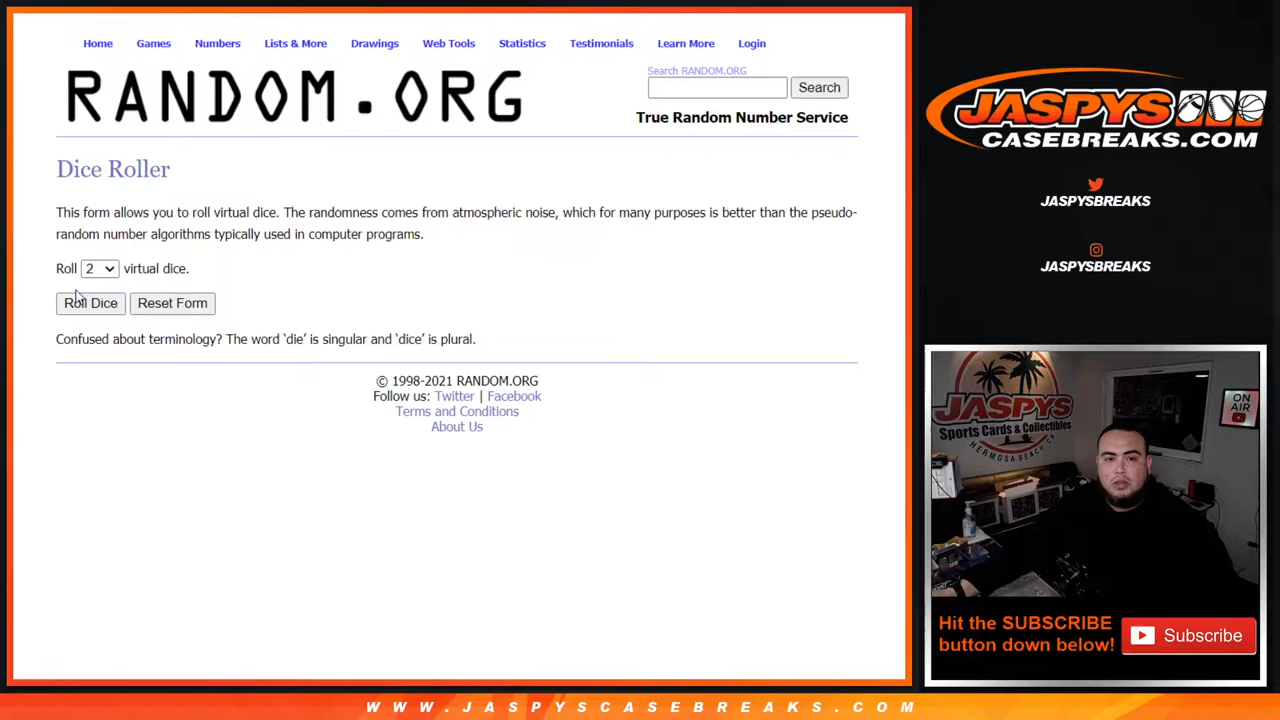 Home Games Numbers Lists & More Drawings Web Tools Statistics Testimonials Learn More Login
RANDOM.ORG
Search RANDOM.ORG
Search
True Random Number Service
Dice Roller
This form allows you to roll virtual dice. The randomness comes from atmospheric noise, which for many purposes is better than the pseudo-
random number algorithms typically used in computer programs.
Roll 2 virtual dice.
Roll Dice Reset Form
Confused about terminology? The word ‘die’ is singular and ‘dice’ is plural.
© 1998-2021 RANDOM.ORG
Follow us: Twitter | Facebook
Terms and Conditions
About Us
JASPYS
CASEBREAKS.COM
JASPYSBREAKS
JASPYSBREAKS
JASPYS
Sports Cards & Collectibles
HERMOSA BEACH, CA
ON
AIR
Hit the SUBSCRIBE
button down below!
Subscribe
WWW.JASPYSCASEBREAKS.COM